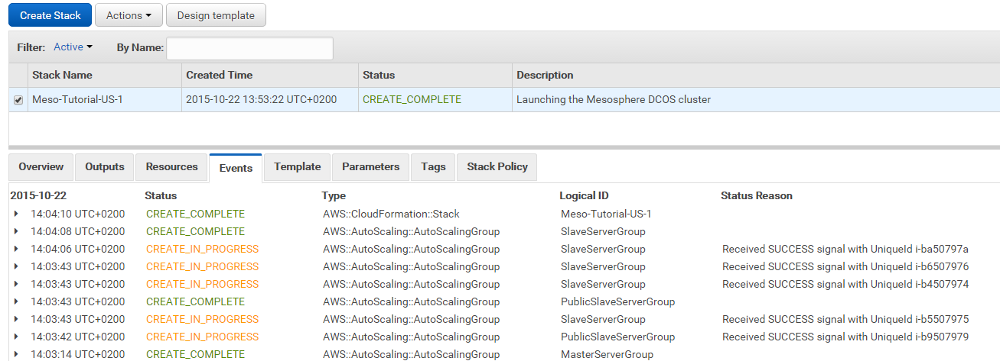 Create Stack Actions Design template
Filter: Active By Name:
Stack Name Created Time Status Description
Meso-Tutorial-US-1 2015-10-22 13:53:22 UTC+0200 CREATE_COMPLETE Launching the Mesosphere DCOS cluster
Overview Outputs Resources Events Template Parameters Tags Stack Policy
2015-10-22 Status Type Logical ID Status Reason
14:04:10 UTC+0200 CREATE_COMPLETE AWS::CloudFormation::Stack Meso-Tutorial-US-1
14:04:08 UTC+0200 CREATE_COMPLETE AWS::AutoScaling::AutoScalingGroup SlaveServerGroup
14:04:06 UTC+0200 CREATE_IN_PROGRESS AWS::AutoScaling::AutoScalingGroup SlaveServerGroup Received SUCCESS signal with UniqueId i-ba50797a
14:03:43 UTC+0200 CREATE_IN_PROGRESS AWS::AutoScaling::AutoScalingGroup SlaveServerGroup Received SUCCESS signal with UniqueId i-b6507976
14:03:43 UTC+0200 CREATE_IN_PROGRESS AWS::AutoScaling::AutoScalingGroup SlaveServerGroup Received SUCCESS signal with UniqueId i-b4507974
14:03:43 UTC+0200 CREATE_COMPLETE AWS::AutoScaling::AutoScalingGroup PublicSlaveServerGroup
14:03:43 UTC+0200 CREATE_IN_PROGRESS AWS::AutoScaling::AutoScalingGroup SlaveServerGroup Received SUCCESS signal with UniqueId i-b5507975
14:03:42 UTC+0200 CREATE_IN_PROGRESS AWS::AutoScaling::AutoScalingGroup PublicSlaveServerGroup Received SUCCESS signal with UniqueId i-b9507979
14:03:14 UTC+0200 CREATE_COMPLETE AWS::AutoScaling::AutoScalingGroup MasterServerGroup